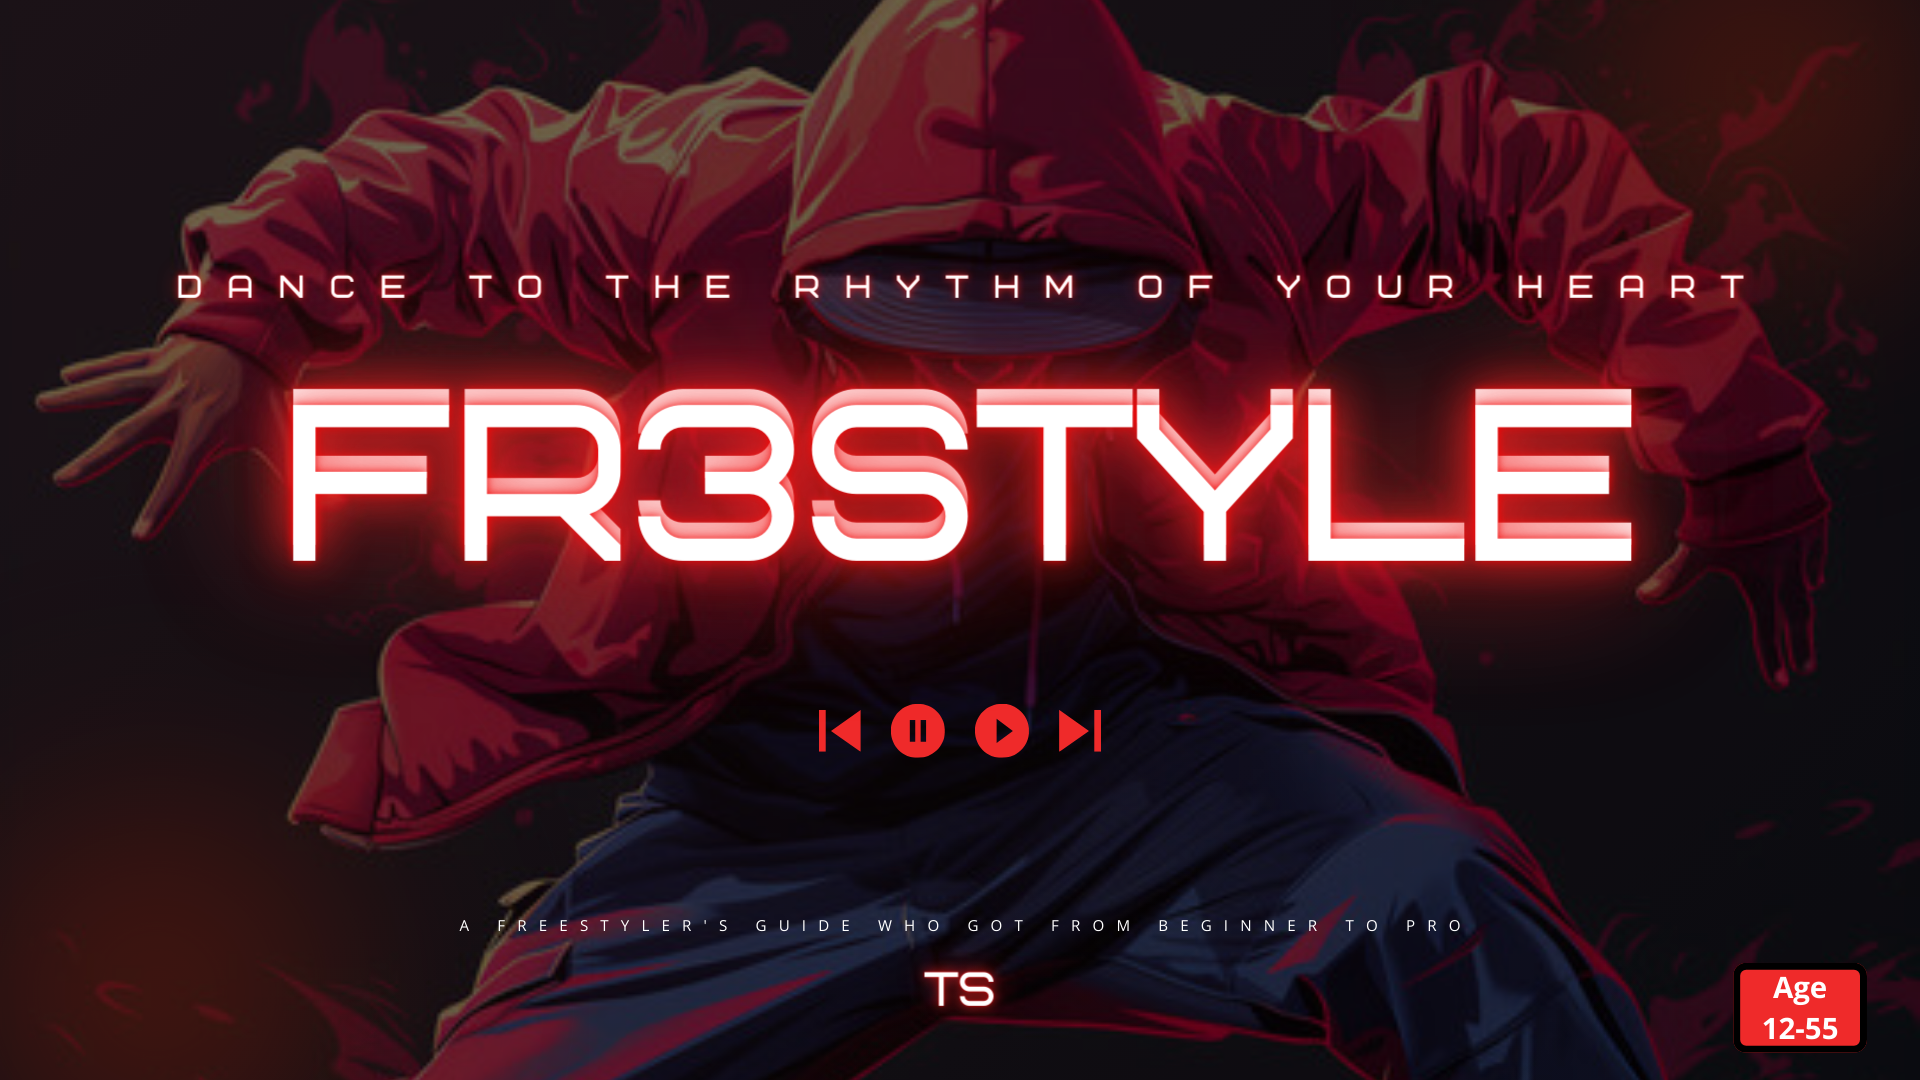 DANCE TO THE RHYTHM OF YOUR HEART
FR3STYLE
A FREESTYLER'S GUIDE WHO GOT FROM BEGINNER TO PRO
TS
Age
12-55